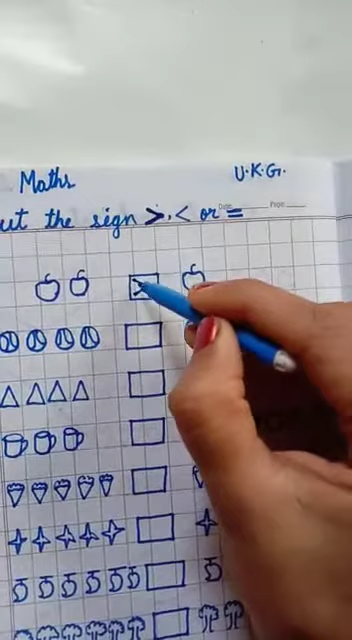 Maths
U.K.G.
ut the sign >, < or =
Date Page
>